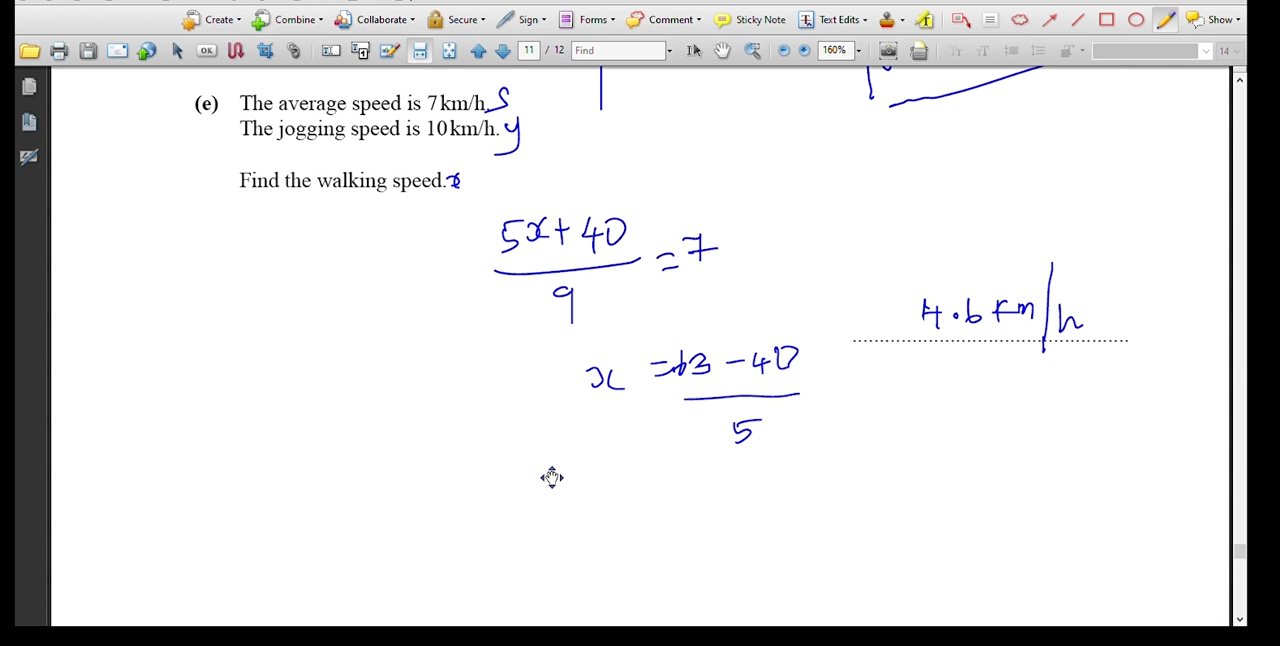 Create Combine Collaborate Secure Sign Forms Comment Sticky Note Text Edits Show
OK 11 / 12 Find 160% 14
(e) The average speed is 7 km/h. S
The jogging speed is 10 km/h. y
Find the walking speed. x
5x + 40
= 7
9
4.6 km/h
x = 63 - 40
5